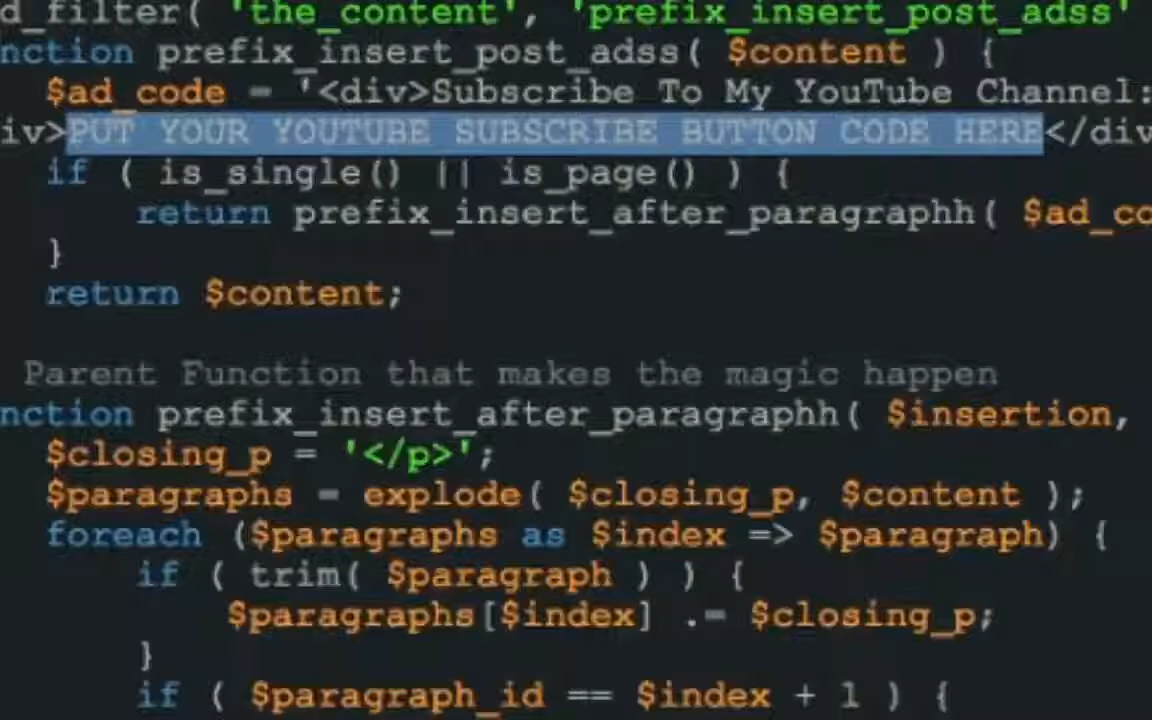 d_filter( 'the_content', 'prefix_insert_post_adss'
nction prefix_insert_post_adss( $content ) {
$ad_code = '<div>Subscribe To My YouTube Channel:
iv>PUT YOUR YOUTUBE SUBSCRIBE BUTTON CODE HERE</div
if ( is_single() || is_page() ) {
return prefix_insert_after_paragraphh( $ad_co
}
return $content;
Parent Function that makes the magic happen
nction prefix_insert_after_paragraphh( $insertion,
$closing_p = '</p>';
$paragraphs = explode( $closing_p, $content );
foreach ($paragraphs as $index => $paragraph) {
if ( trim( $paragraph ) ) {
$paragraphs[$index] .= $closing_p;
}
if ( $paragraph_id == $index + 1 ) {